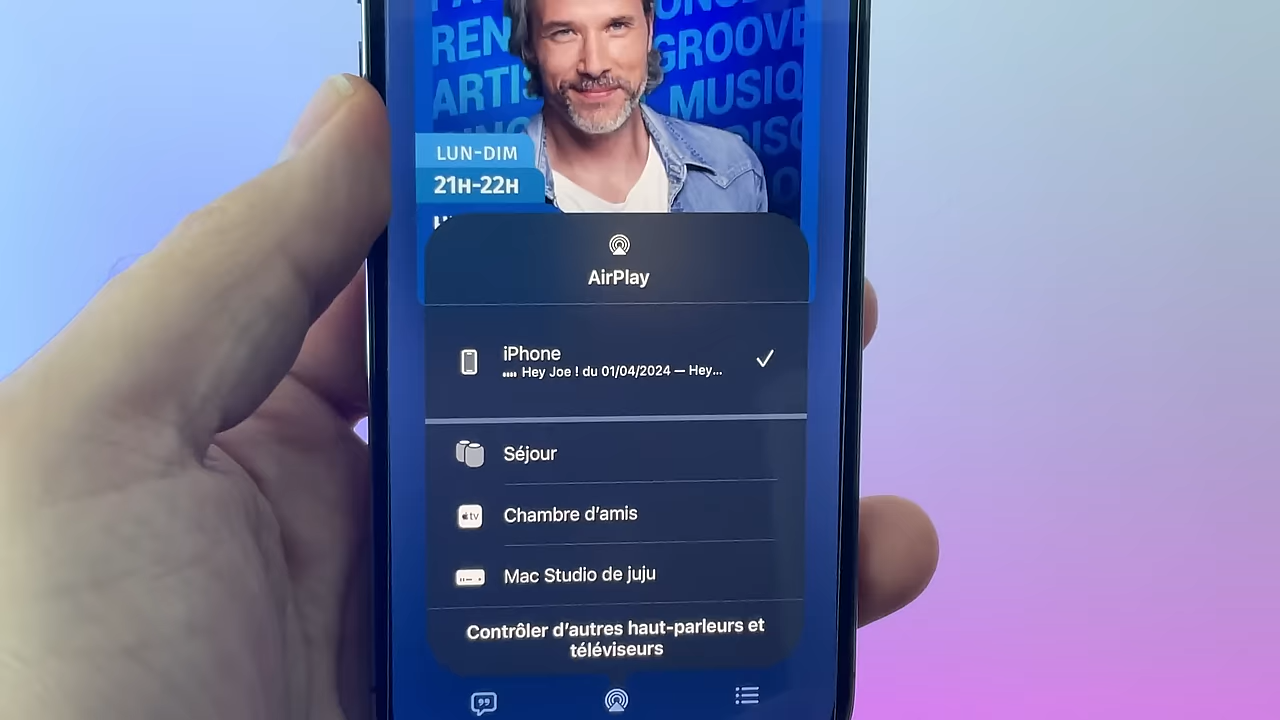 REN GROOVE
ARTIS MUSIQ
LUN-DIM
21H-22H
AirPlay
iPhone
Hey Joe ! du 01/04/2024 — Hey...
Séjour
tv Chambre d'amis
Mac Studio de juju
Contrôler d'autres haut-parleurs et
téléviseurs